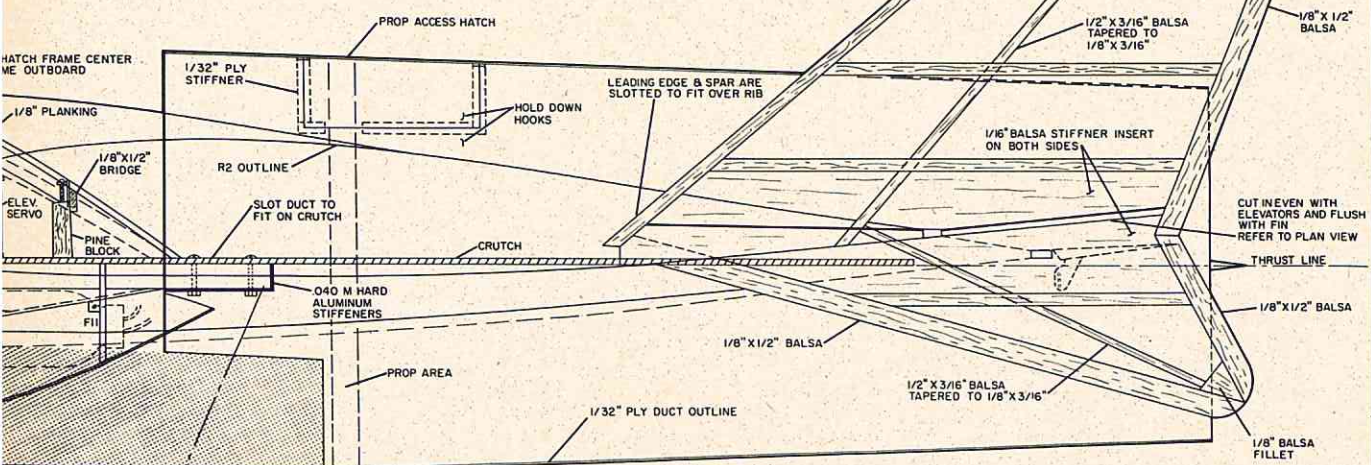 PROP ACCESS HATCH
1/2" X 3/16" BALSA
TAPERED TO
1/8" X 3/16"
1/8" X 1/2"
BALSA
HATCH FRAME CENTER
OUTBOARD
1/32" PLY
STIFFNER
LEADING EDGE & SPAR ARE
SLOTTED TO FIT OVER RIB
HOLD DOWN
HOOKS
1/8" PLANKING
1/16" BALSA STIFFNER INSERT
ON BOTH SIDES
1/8"X1/2"
BRIDGE
R2 OUTLINE
ELEV.
SERVO
SLOT DUCT TO
FIT ON CRUTCH
CUT IN EVEN WITH
ELEVATORS AND FLUSH
WITH FIN
REFER TO PLAN VIEW
PINE
BLOCK
CRUTCH
THRUST LINE
.040 M HARD
ALUMINUM
STIFFENERS
1/8"X1/2" BALSA
F11
1/8"X1/2" BALSA
PROP AREA
1/2" X 3/16" BALSA
TAPERED TO 1/8"X 3/16"
1/32" PLY DUCT OUTLINE
1/8" BALSA
FILLET